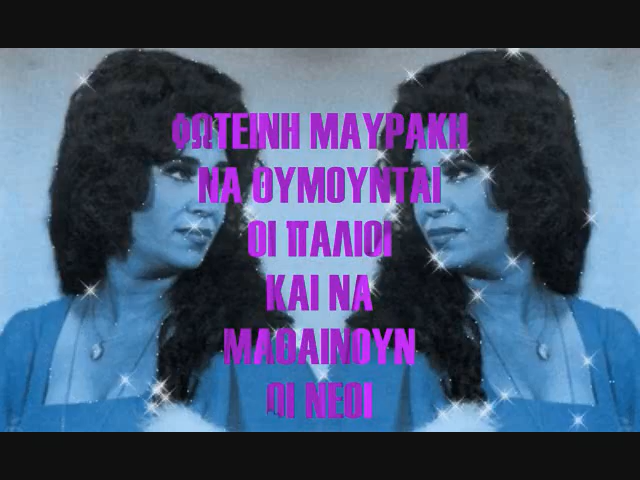 ΦΩΤΕΙΝΗ ΜΑΥΡΑΚΗ
ΝΑ ΘΥΜΟΥΝΤΑΙ
ΟΙ ΠΑΛΙΟΙ
ΚΑΙ ΝΑ
ΜΑΘΑΙΝΟΥΝ
ΟΙ ΝΕΟΙ